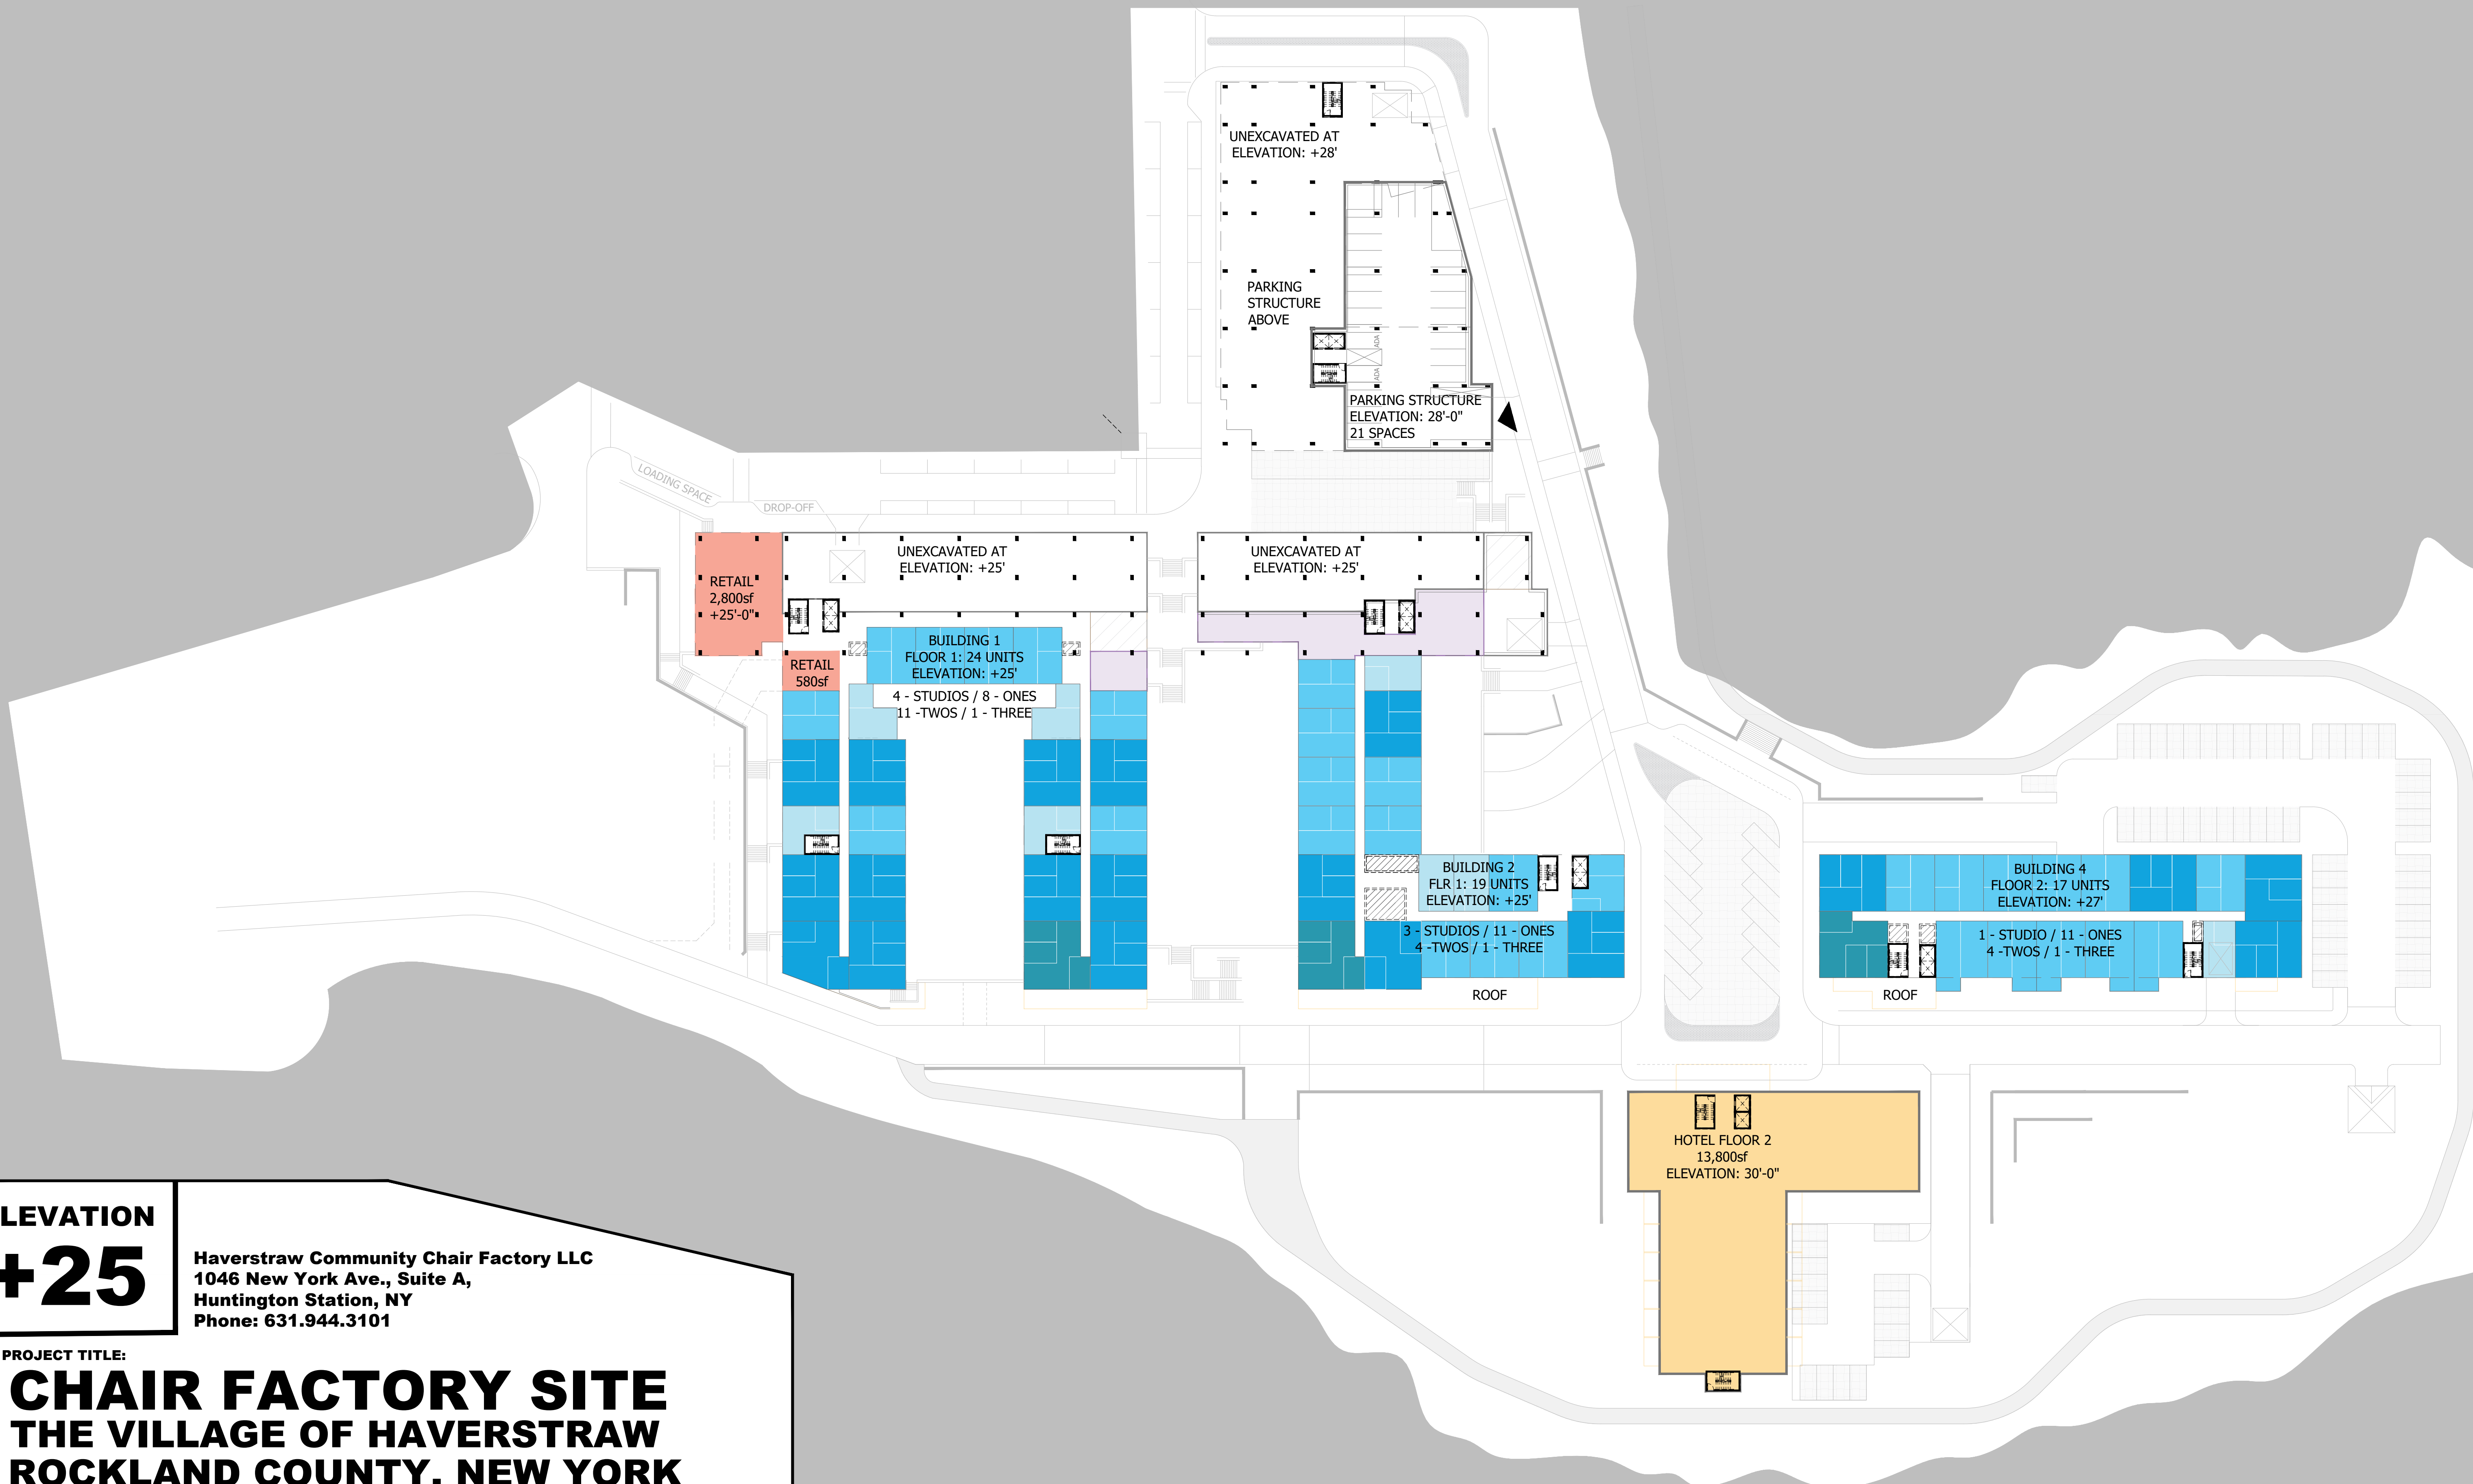 UNEXCAVATED AT
ELEVATION: +28'
PARKING
STRUCTURE
ABOVE
ADA
ADA
PARKING STRUCTURE
ELEVATION: 28'-0"
21 SPACES
LOADING SPACE
DROP-OFF
RETAIL
2,800sf
+25'-0"
UNEXCAVATED AT
ELEVATION: +25'
UNEXCAVATED AT
ELEVATION: +25'
RETAIL
580sf
BUILDING 1
FLOOR 1: 24 UNITS
ELEVATION: +25'
4 - STUDIOS / 8 - ONES
11 -TWOS / 1 - THREE
BUILDING 2
FLR 1: 19 UNITS
ELEVATION: +25'
3 - STUDIOS / 11 - ONES
4 -TWOS / 1 - THREE
ROOF
BUILDING 4
FLOOR 2: 17 UNITS
ELEVATION: +27'
1 - STUDIO / 11 - ONES
4 -TWOS / 1 - THREE
ROOF
HOTEL FLOOR 2
13,800sf
ELEVATION: 30'-0"
LEVATION
+25
Haverstraw Community Chair Factory LLC
1046 New York Ave., Suite A,
Huntington Station, NY
Phone: 631.944.3101
PROJECT TITLE:
CHAIR FACTORY SITE
THE VILLAGE OF HAVERSTRAW
ROCKLAND COUNTY, NEW YORK